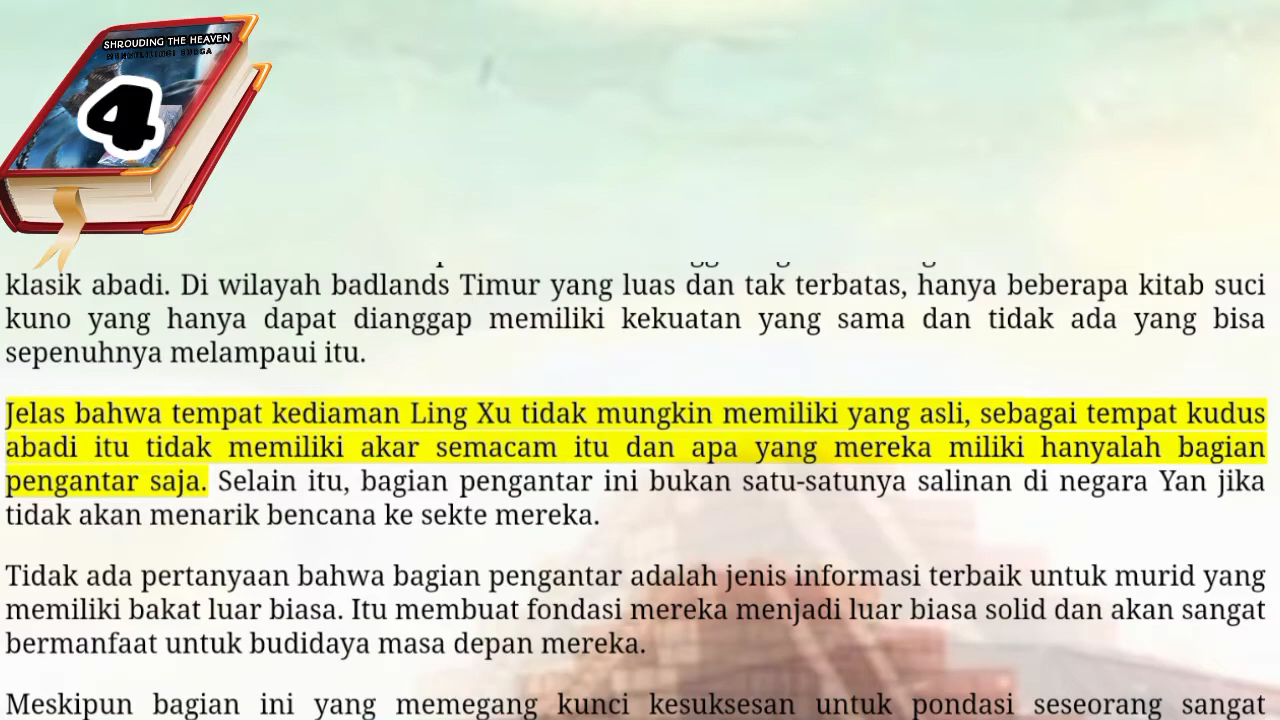 SHROUDING THE HEAVEN
4
klasik abadi. Di wilayah badlands Timur yang luas dan tak terbatas, hanya beberapa kitab suci
kuno yang hanya dapat dianggap memiliki kekuatan yang sama dan tidak ada yang bisa
sepenuhnya melampaui itu.
Jelas bahwa tempat kediaman Ling Xu tidak mungkin memiliki yang asli, sebagai tempat kudus
abadi itu tidak memiliki akar semacam itu dan apa yang mereka miliki hanyalah bagian
pengantar saja. Selain itu, bagian pengantar ini bukan satu-satunya salinan di negara Yan jika
tidak akan menarik bencana ke sekte mereka.
Tidak ada pertanyaan bahwa bagian pengantar adalah jenis informasi terbaik untuk murid yang
memiliki bakat luar biasa. Itu membuat fondasi mereka menjadi luar biasa solid dan akan sangat
bermanfaat untuk budidaya masa depan mereka.
Meskipun bagian ini yang memegang kunci kesuksesan untuk pondasi seseorang sangat